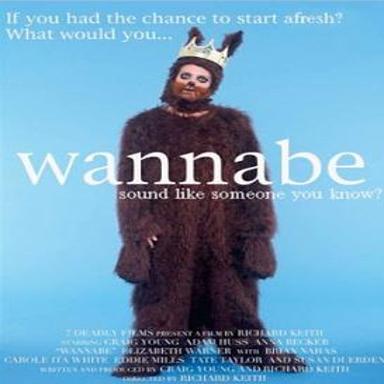 If you had the chance to start afresh?
What would you...
wannabe
sound like someone you know?
7 DEADLY FILMS PRESENT A FILM BY RICHARD KEITH
STARRING CRAIG YOUNG ADAM HUSS ANNA BECKER
"WANNABE" ELIZABETH WARNER WITH BRIAN NAHAS
CAROLE ITA WHITE EDDIE MILLS TATE TAYLOR AND SUSAN DUERDEN
WRITTEN AND PRODUCED BY CRAIG YOUNG AND RICHARD KEITH
DIRECTED BY RICHARD KEITH